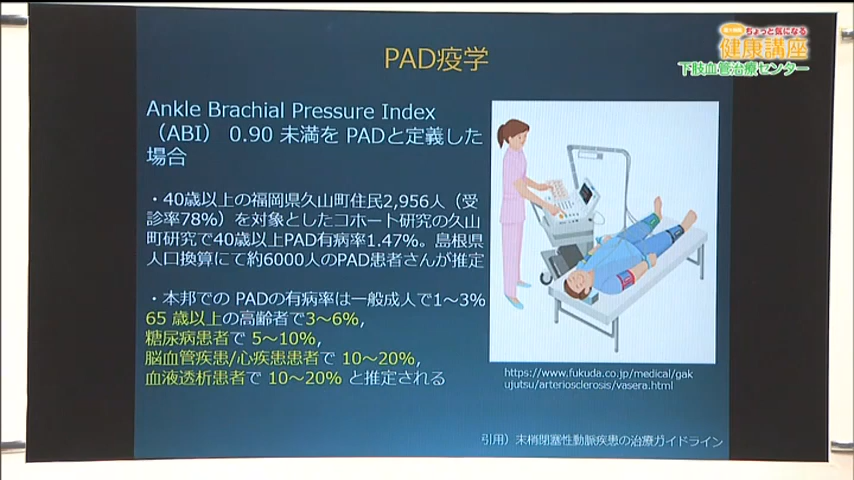 ちょっと気になる
健康講座
下肢血管治療センター
PAD疫学
Ankle Brachial Pressure Index
（ABI） 0.90 未満を PADと定義した
場合
・40歳以上の福岡県久山町住民2,956人（受
診率78%）を対象としたコホート研究の久山
町研究で40歳以上PAD有病率1.47%。島根県
人口換算にて約6000人のPAD患者さんが推定
・本邦での PADの有病率は一般成人で1～3%
65 歳以上の高齢者で3～6%,
糖尿病患者で 5～10%,
脳血管疾患/心疾患患者で 10～20%,
血液透析患者で 10～20% と推定される
https://www.fukuda.co.jp/medical/gak
ujutsu/arteriosclerosis/vasera.html
引用）末梢閉塞性動脈疾患の治療ガイドライン